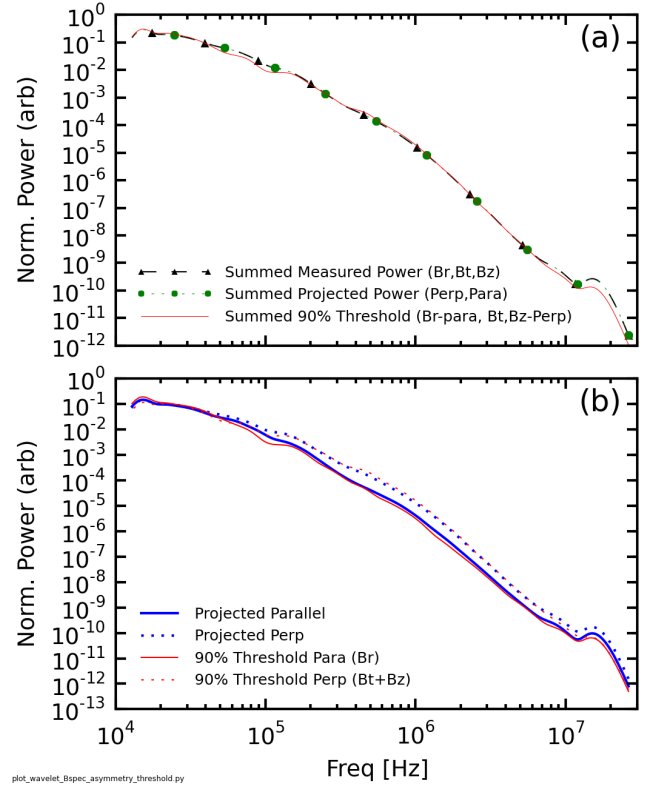 (a)
Norm. Power (arb)
10^0
10^-1
10^-2
10^-3
10^-4
10^-5
10^-6
10^-7
10^-8
10^-9
10^-10
10^-11
10^-12
Summed Measured Power (Br,Bt,Bz)
Summed Projected Power (Perp,Para)
Summed 90% Threshold (Br-para, Bt,Bz-Perp)
(b)
Norm. Power (arb)
10^0
10^-1
10^-2
10^-3
10^-4
10^-5
10^-6
10^-7
10^-8
10^-9
10^-10
10^-11
10^-12
10^-13
Projected Parallel
Projected Perp
90% Threshold Para (Br)
90% Threshold Perp (Bt+Bz)
10^4 10^5 10^6 10^7
Freq [Hz]
plot_wavelet_Bspec_asymmetry_threshold.py